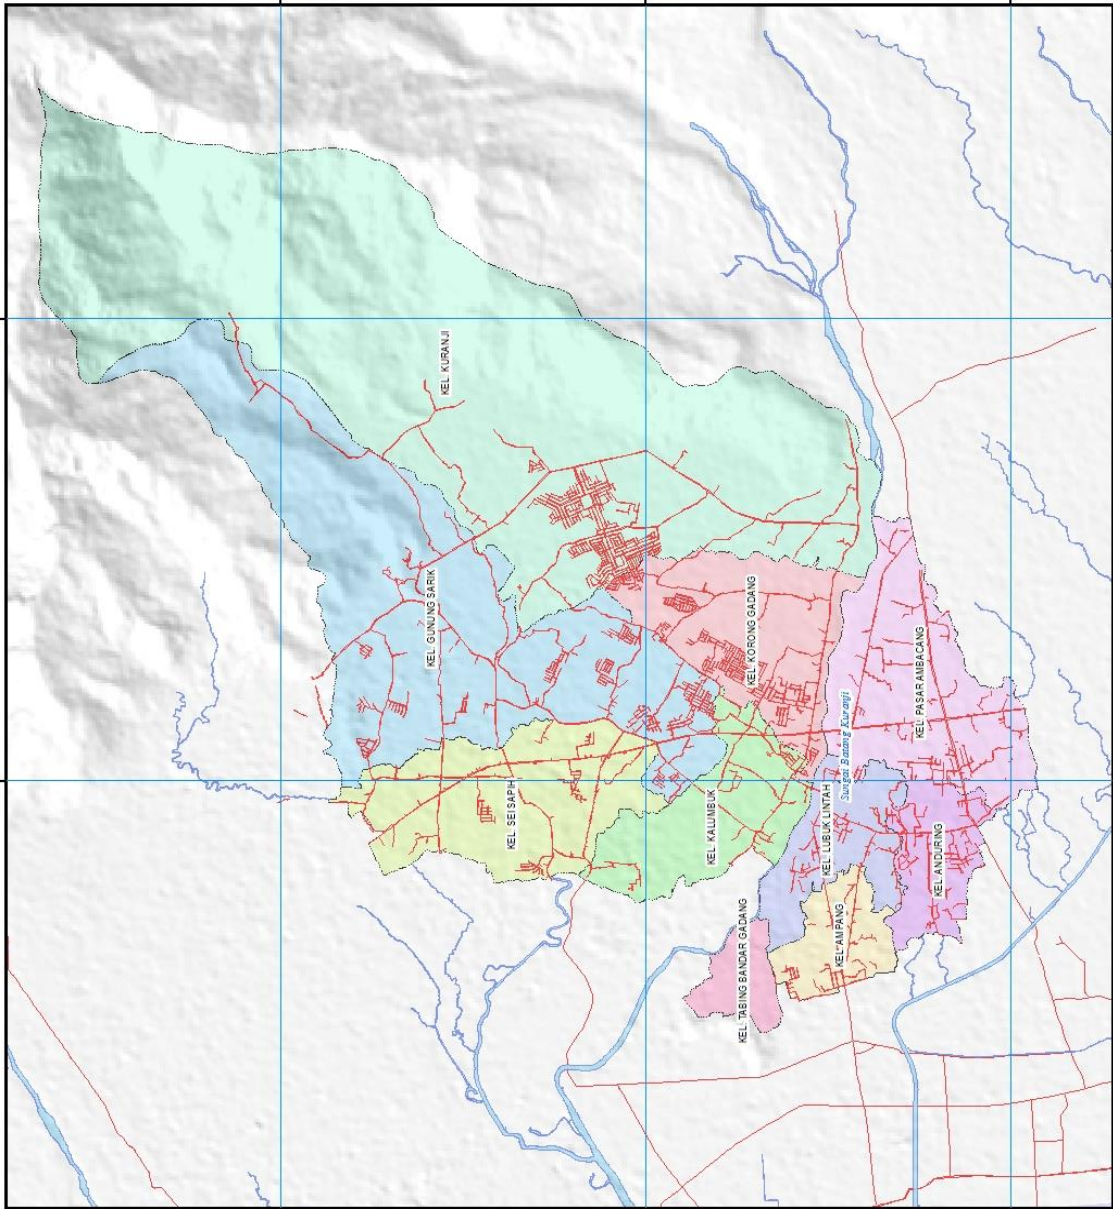 KEL. KURANJI
KEL. GUNUNG SARIK
KEL. KORONG GADANG
KEL. PASAR AMBACANG
Sungai Batang Kuranji
KEL. SEI SAPIH
KEL. KALUMBUK
KEL. LUBUK LINTAH
KEL. ANDURING
KEL. AMPANG
KEL. TABING BANDAR GADANG